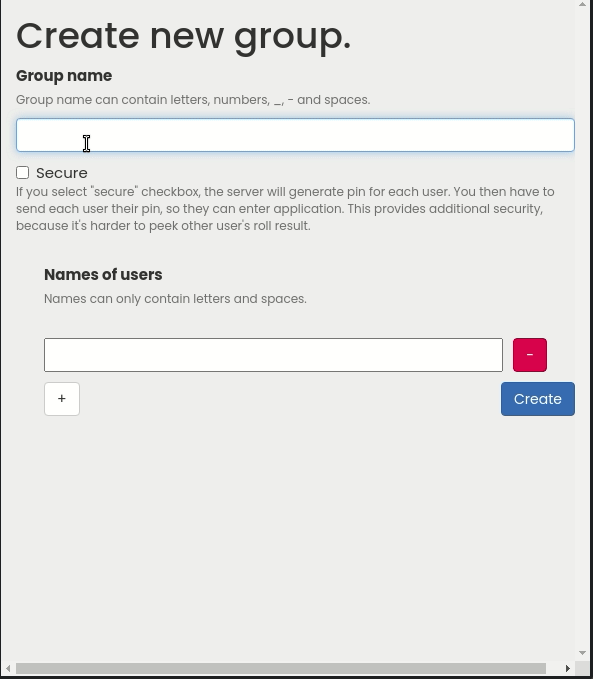 Create new group.
Group name
Group name can contain letters, numbers, _, - and spaces.
Secure
If you select "secure" checkbox, the server will generate pin for each user. You then have to
send each user their pin, so they can enter application. This provides additional security,
because it's harder to peek other user's roll result.
Names of users
Names can only contain letters and spaces.
-
+
Create